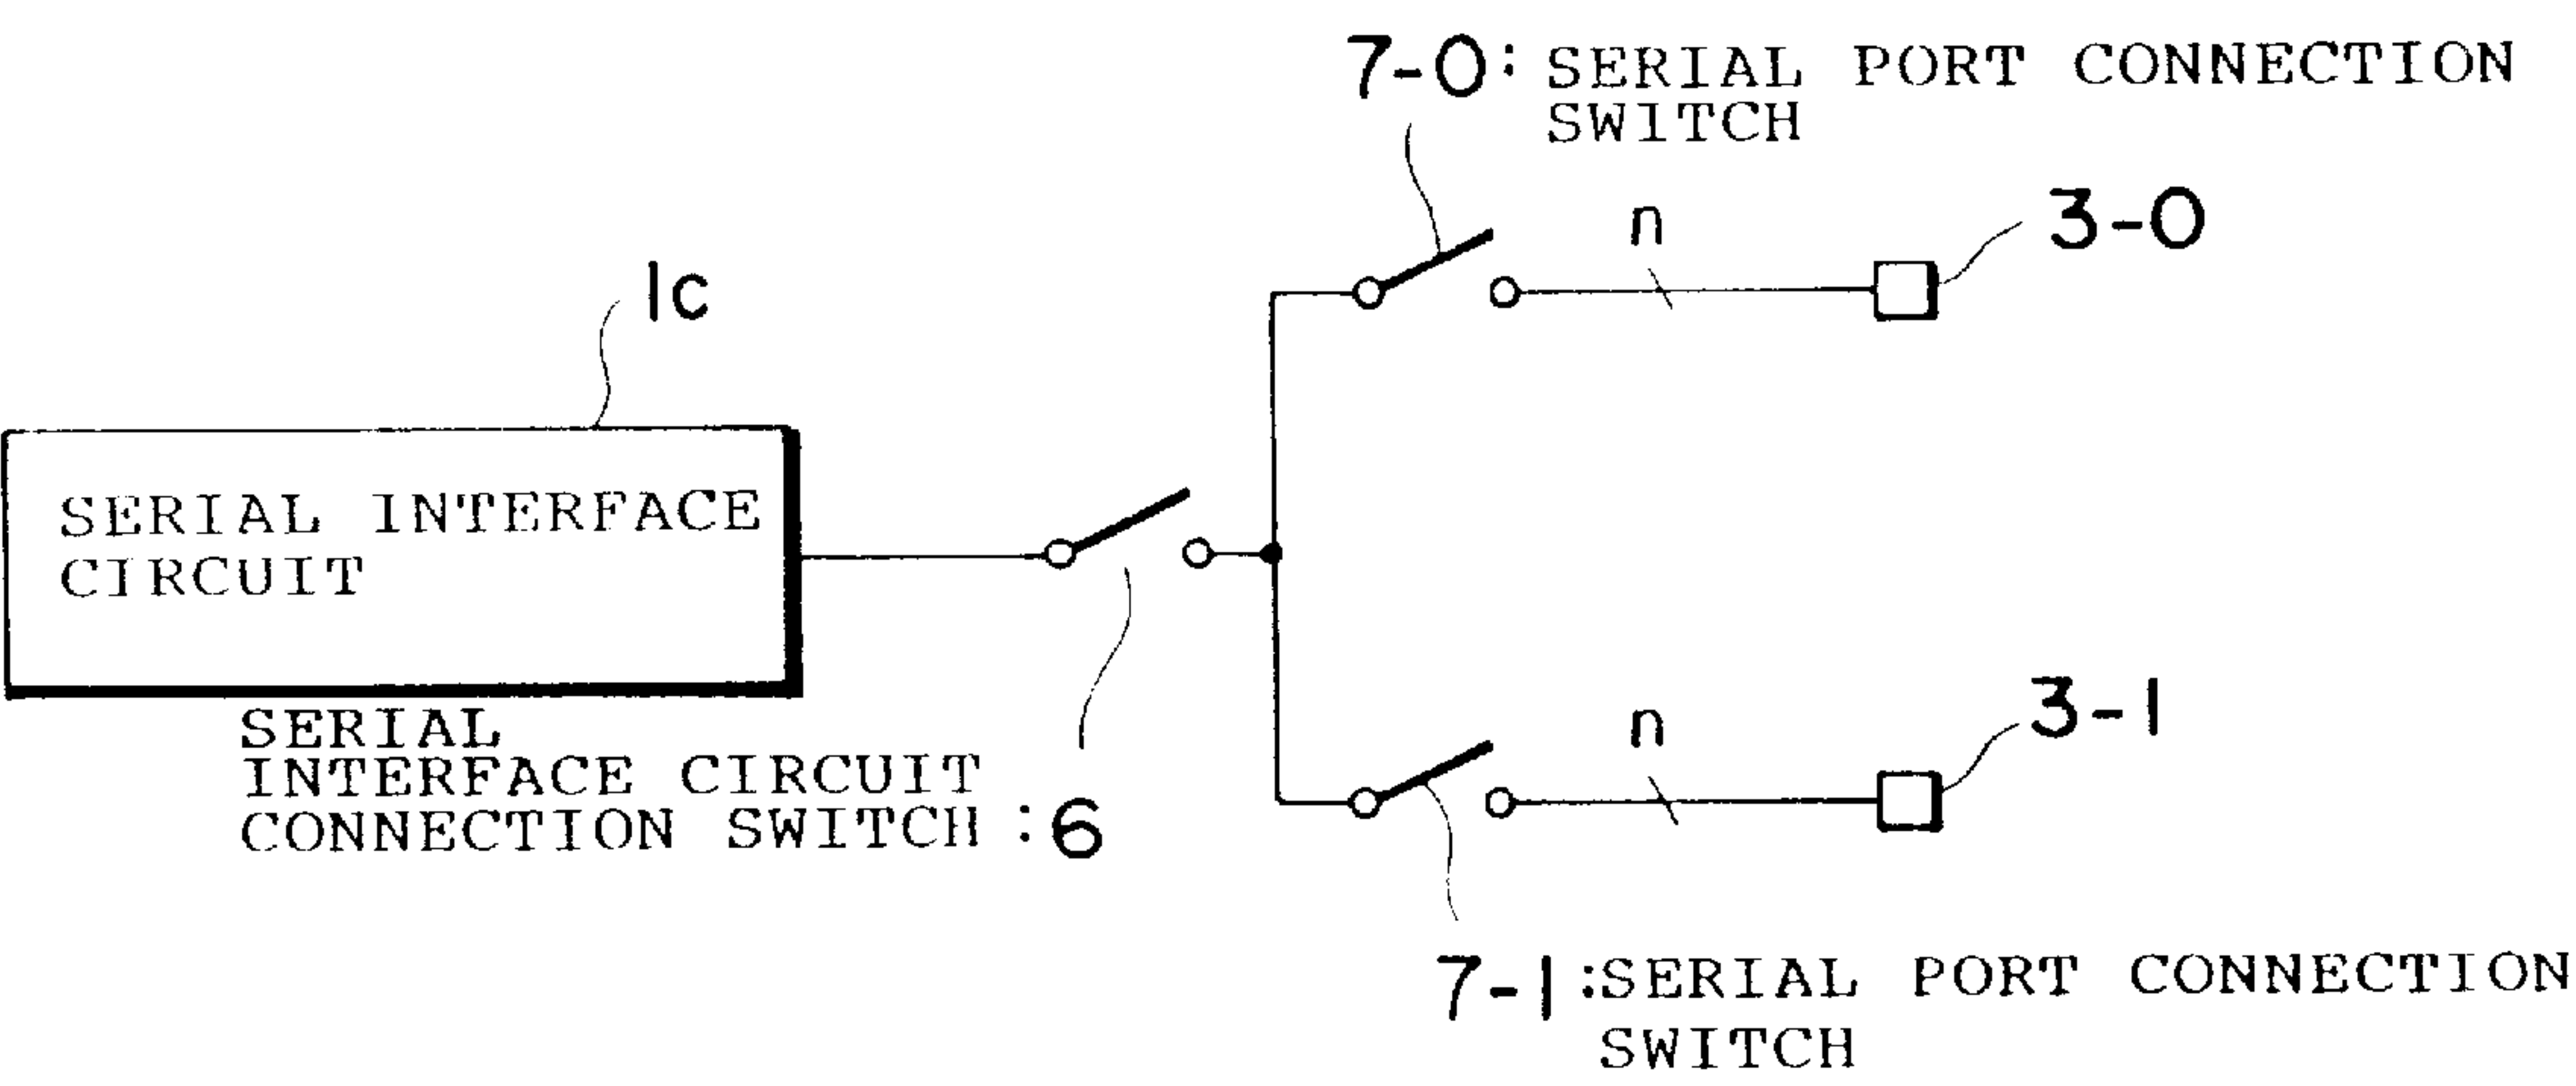 7-0: SERIAL PORT CONNECTION
SWITCH
n
3-0
1c
SERIAL INTERFACE
CIRCUIT
SERIAL
INTERFACE CIRCUIT
CONNECTION SWITCH :6
n
3-1
7-1:SERIAL PORT CONNECTION
SWITCH